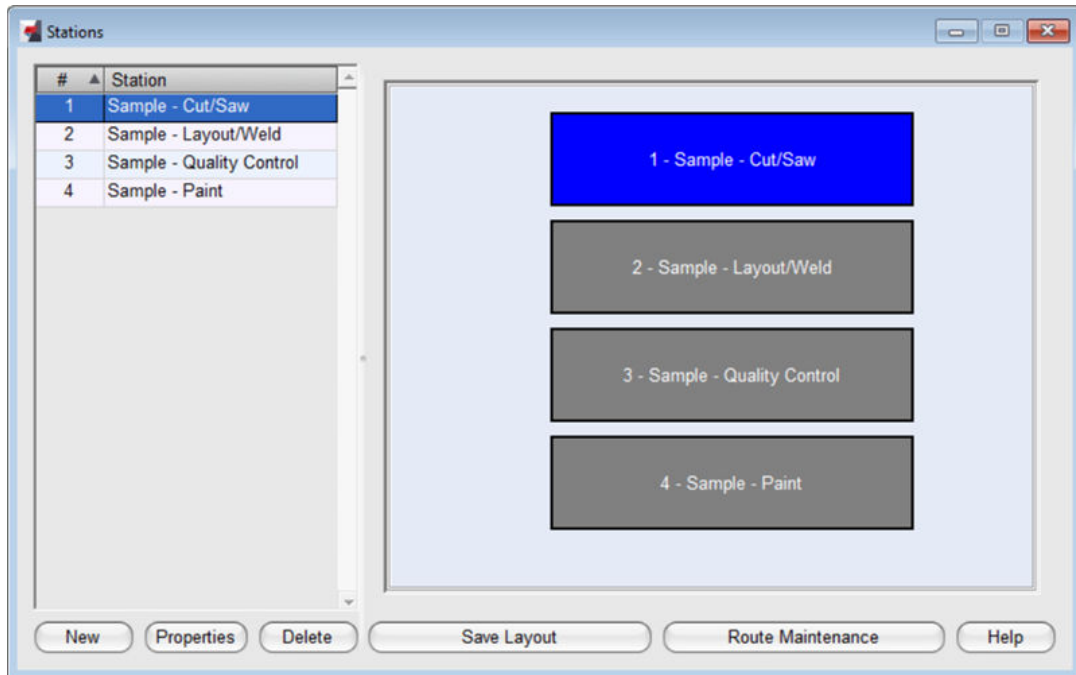 Stations
# Station
1 Sample - Cut/Saw
2 Sample - Layout/Weld
3 Sample - Quality Control
4 Sample - Paint
1 - Sample - Cut/Saw
2 - Sample - Layout/Weld
3 - Sample - Quality Control
4 - Sample - Paint
New Properties Delete Save Layout Route Maintenance Help